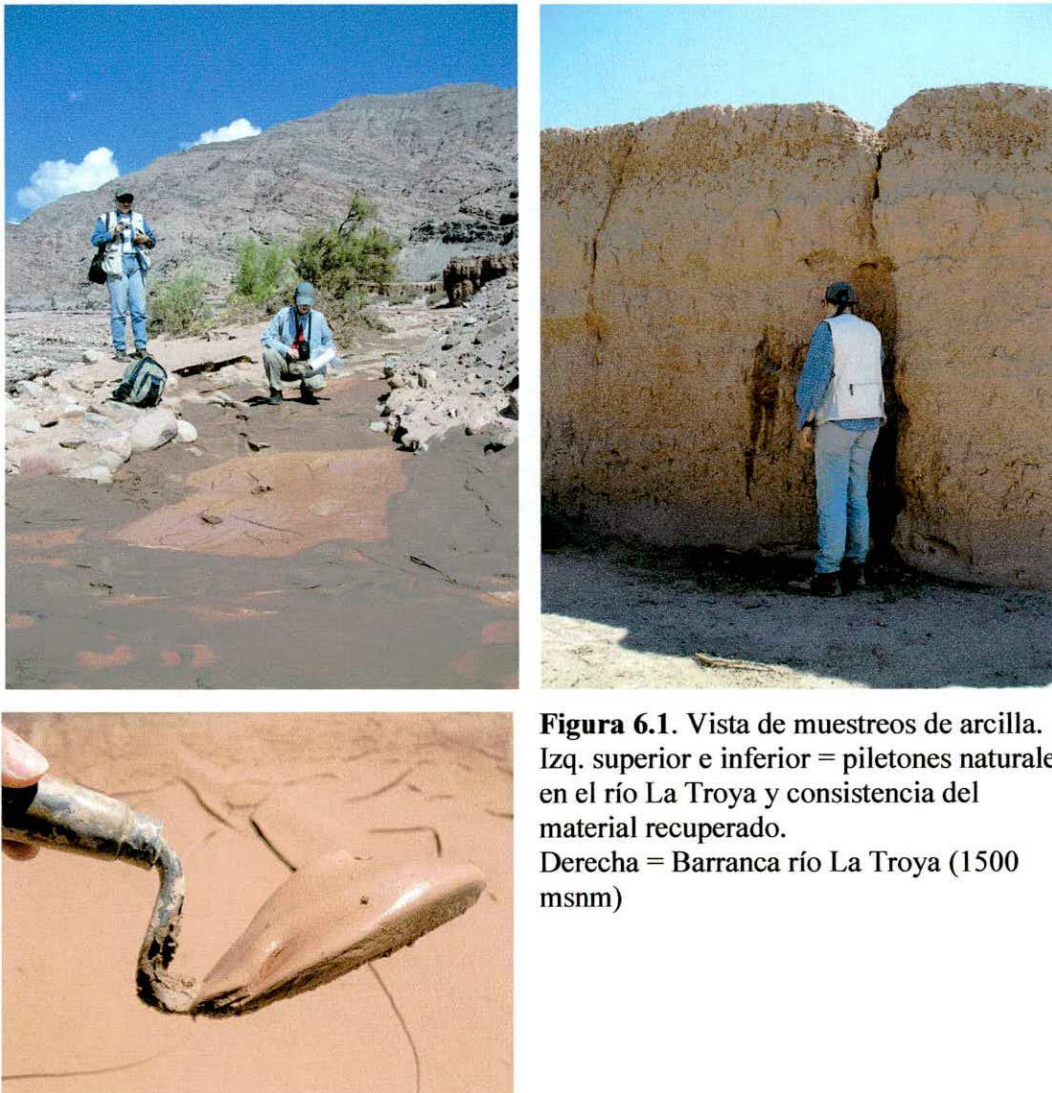 Figura 6.1. Vista de muestreos de arcilla.
Izq. superior e inferior = piletones naturale
en el río La Troya y consistencia del
material recuperado.
Derecha = Barranca río La Troya (1500
msnm)